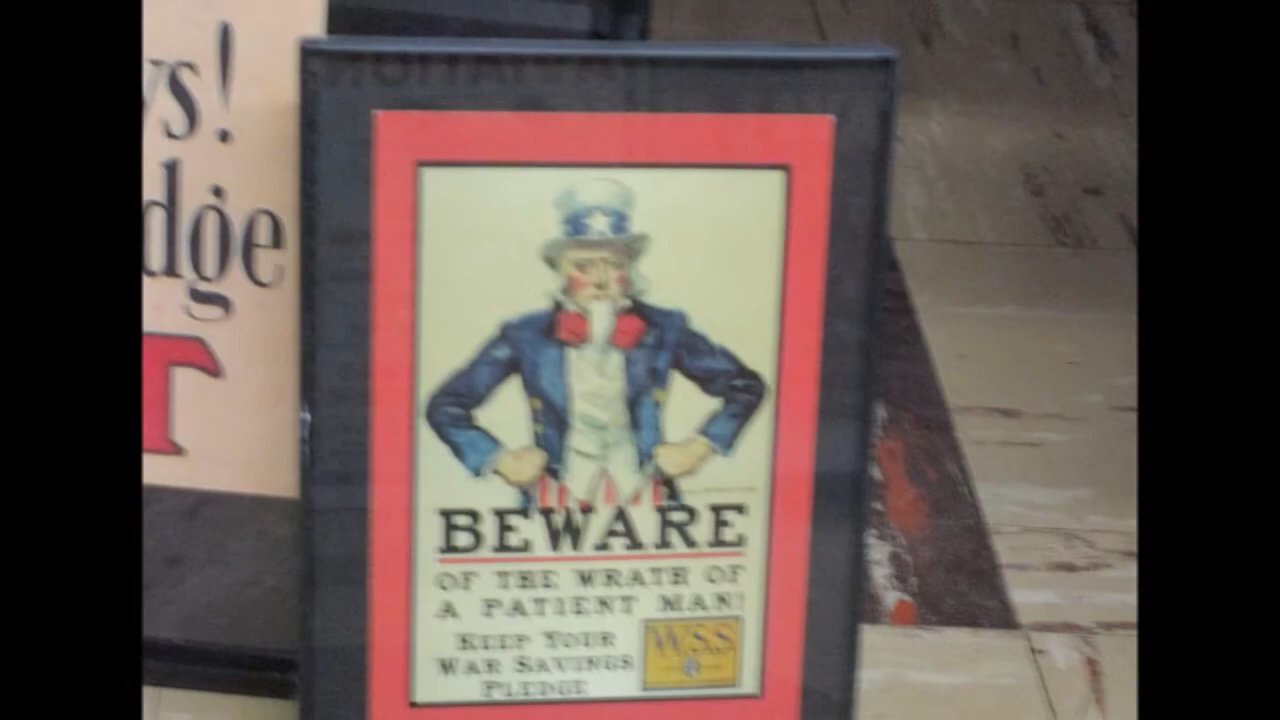 ys!
dge
T
BEWARE
OF THE WRATH OF
A PATIENT MAN!
KEEP YOUR
WAR SAVINGS
PLEDGE
W.S.S.